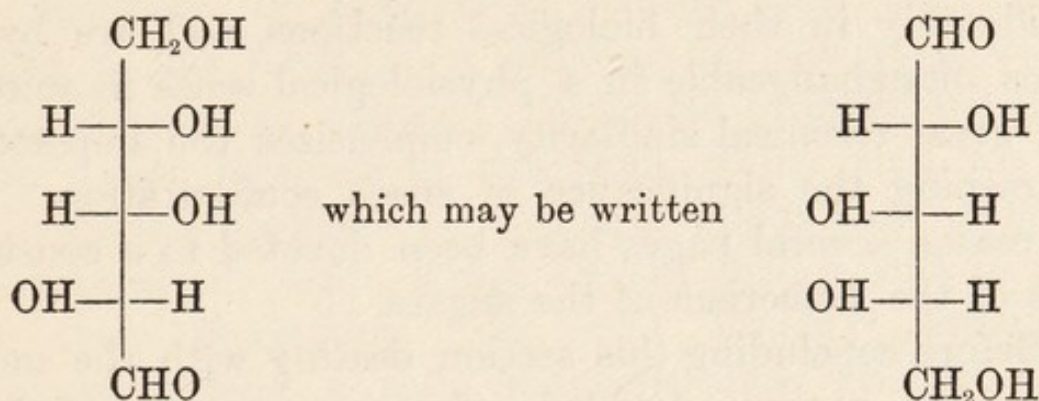 CH₂OH CHO
H OH H OH
H OH which may be written OH H
OH H OH H
CHO CH₂OH